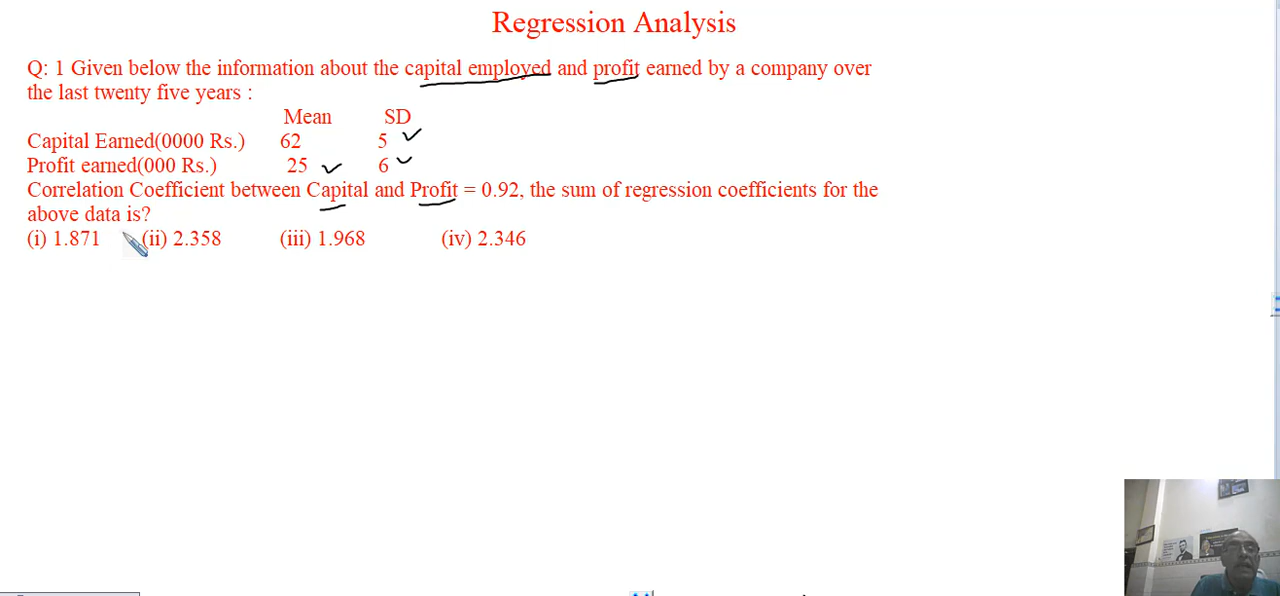 Regression Analysis
Q: 1 Given below the information about the capital employed and profit earned by a company over
the last twenty five years :
Mean SD
Capital Earned(0000 Rs.) 62 5
Profit earned(000 Rs.) 25 6
Correlation Coefficient between Capital and Profit = 0.92, the sum of regression coefficients for the
above data is?
(i) 1.871 (ii) 2.358 (iii) 1.968 (iv) 2.346